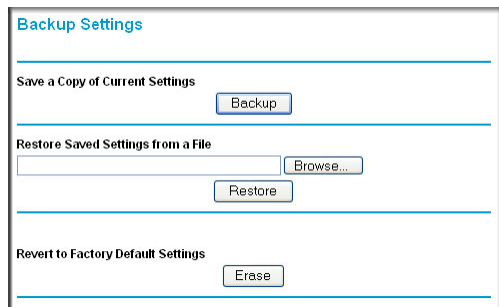 Backup Settings
Save a Copy of Current Settings
Backup
Restore Saved Settings from a File
Browse...
Restore
Revert to Factory Default Settings
Erase